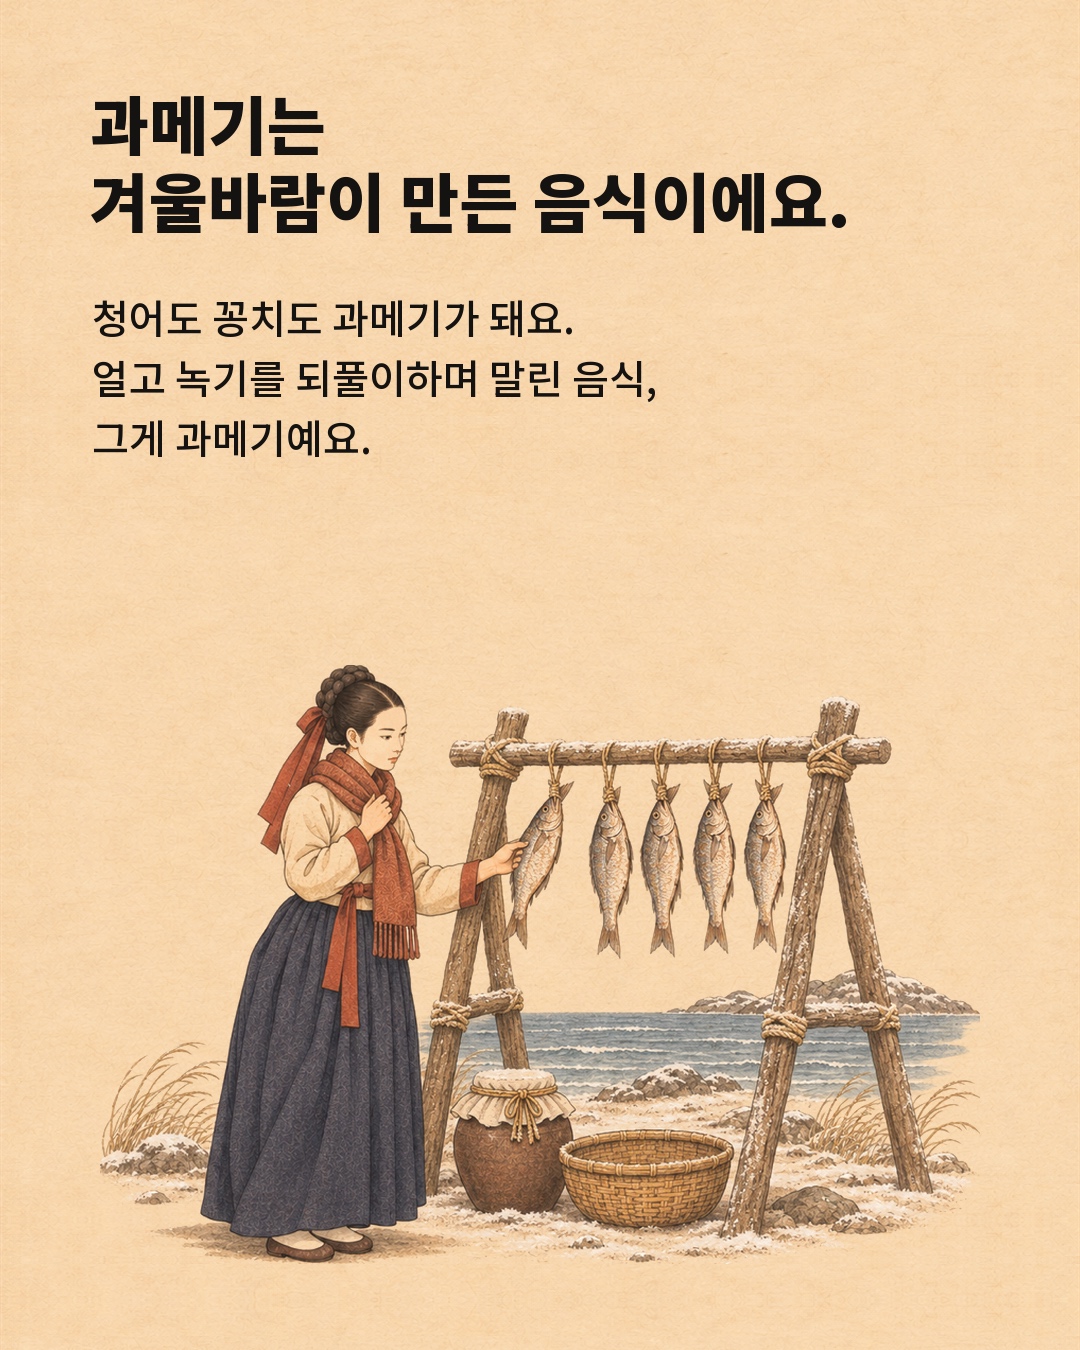 과메기는
겨울바람이 만든 음식이에요.
청어도 꽁치도 과메기가 돼요.
얼고 녹기를 되풀이하며 말린 음식,
그게 과메기예요.